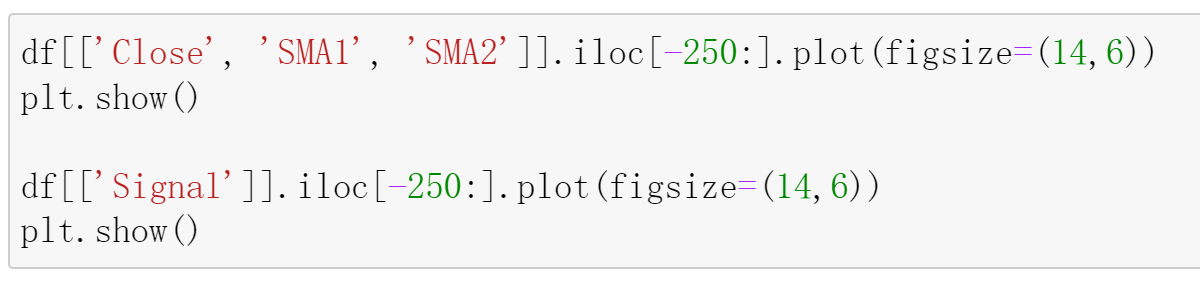 df[['Close', 'SMA1', 'SMA2']].iloc[-250:].plot(figsize=(14,6))
plt.show()
df[['Signal']].iloc[-250:].plot(figsize=(14,6))
plt.show()